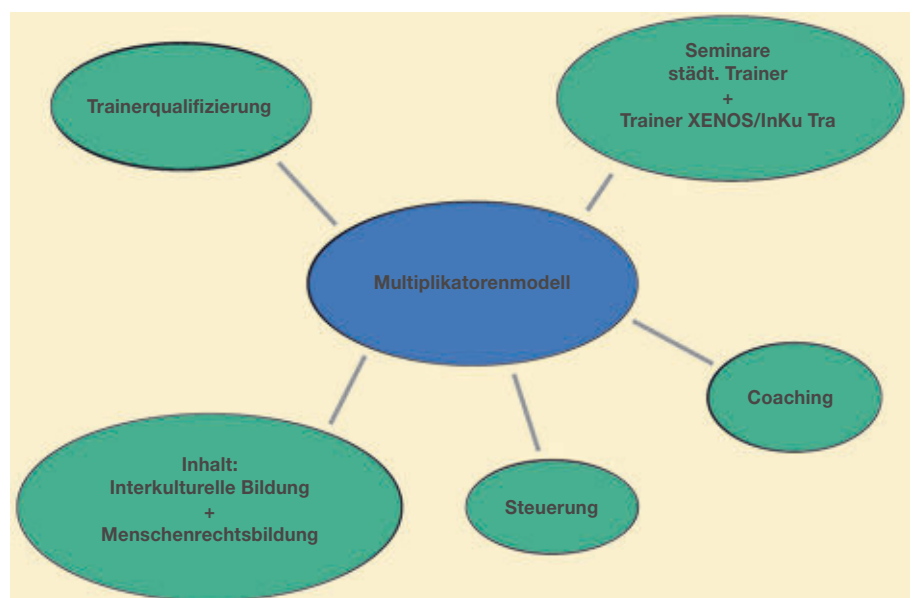 Trainerqualifizierung
Seminare
städt. Trainer
+
Trainer XENOS/InKu Tra
Multiplikatorenmodell
Coaching
Inhalt:
Interkulturelle Bildung
+
Menschenrechtsbildung
Steuerung